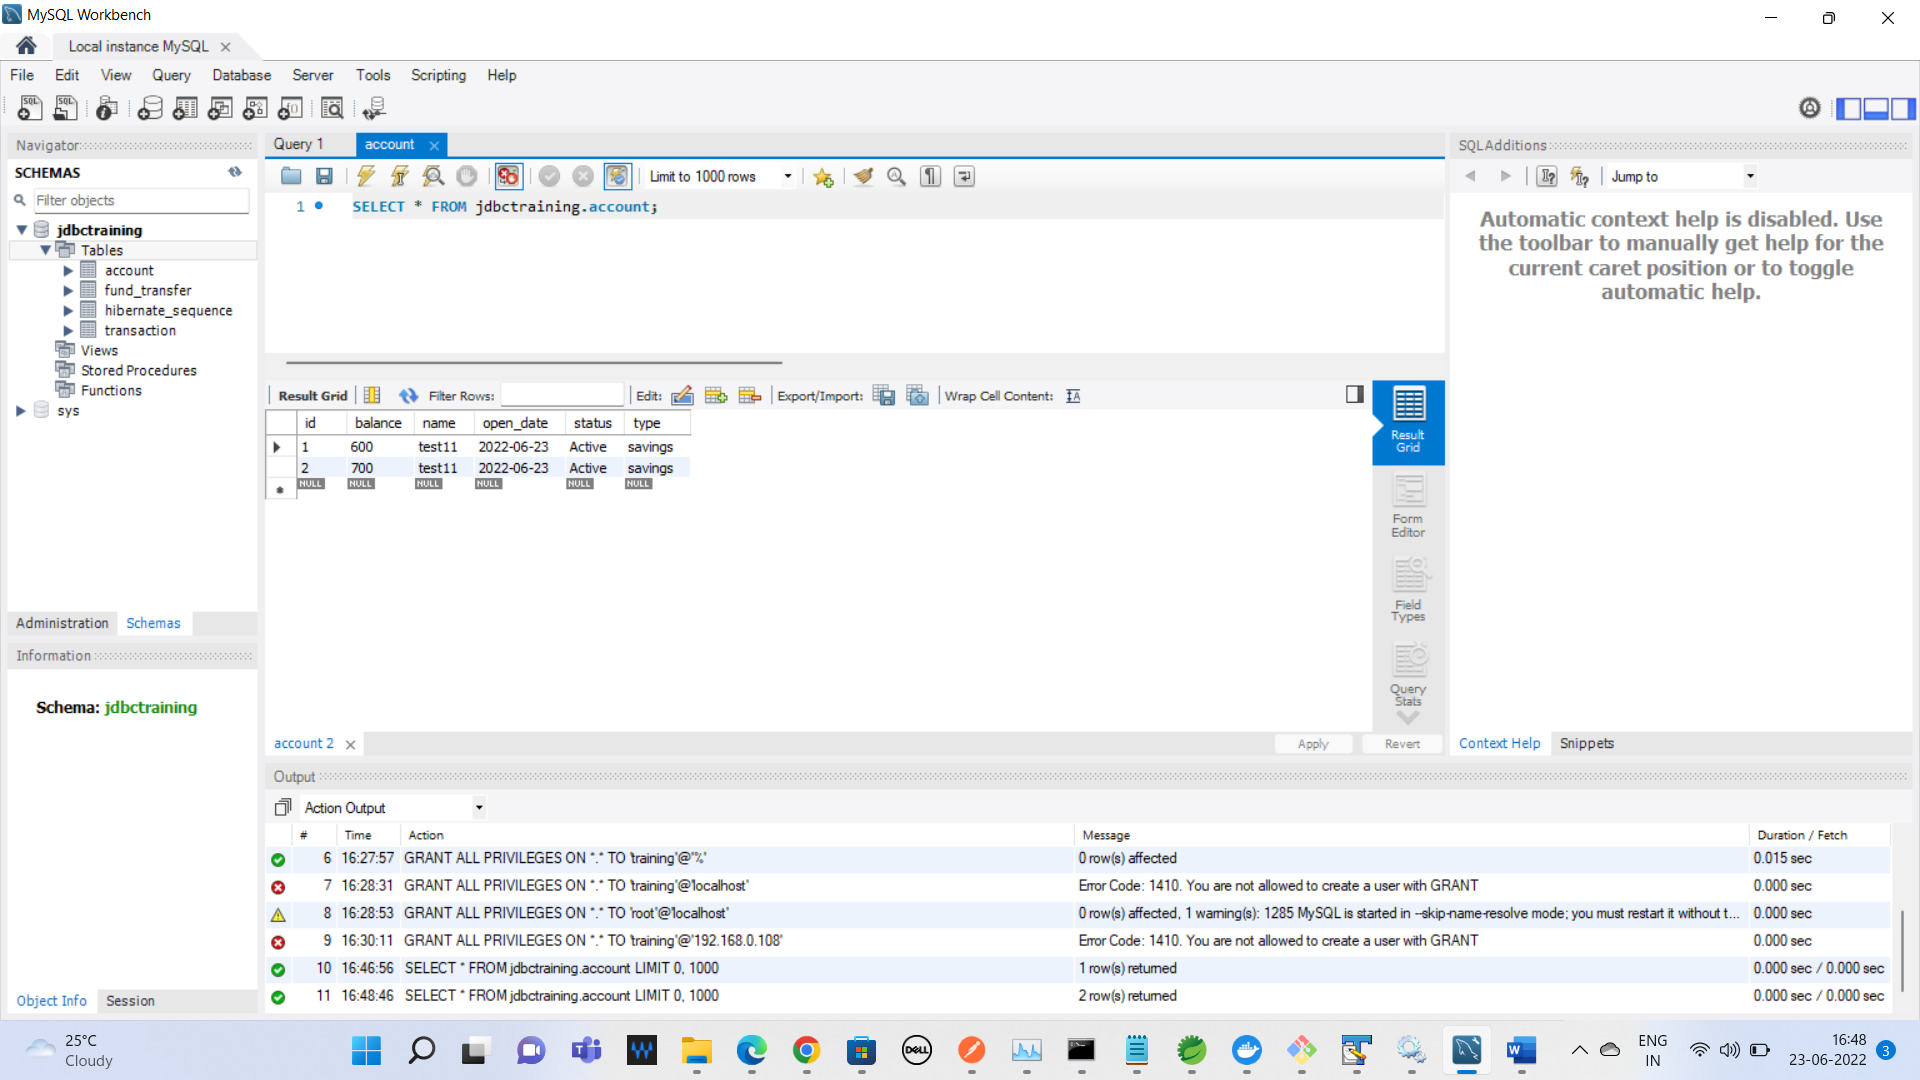 MySQL Workbench
Local instance MySQL
File Edit View Query Database Server Tools Scripting Help
Navigator
SCHEMAS
Filter objects
jdbctraining
Tables
account
fund_transfer
hibernate_sequence
transaction
Views
Stored Procedures
Functions
sys
Administration Schemas
Information
Schema: jdbctraining
Object Info Session
Query 1 account
Limit to 1000 rows
1 SELECT * FROM jdbctraining.account;
Result Grid Filter Rows: Edit: Export/Import: Wrap Cell Content:
id balance name open_date status type
1 600 test11 2022-06-23 Active savings
2 700 test11 2022-06-23 Active savings
NULL NULL NULL NULL NULL NULL
Result
Grid
Form
Editor
Field
Types
Query
Stats
account 2 Apply Revert
SQLAdditions
Jump to
Automatic context help is disabled. Use
the toolbar to manually get help for the
current caret position or to toggle
automatic help.
Context Help Snippets
Output
Action Output
# Time Action Message Duration / Fetch
6 16:27:57 GRANT ALL PRIVILEGES ON *.* TO 'training'@'%' 0 row(s) affected 0.015 sec
7 16:28:31 GRANT ALL PRIVILEGES ON *.* TO 'training'@'localhost' Error Code: 1410. You are not allowed to create a user with GRANT 0.000 sec
8 16:28:53 GRANT ALL PRIVILEGES ON *.* TO 'root'@'localhost' 0 row(s) affected, 1 warning(s): 1285 MySQL is started in --skip-name-resolve mode; you must restart it without t... 0.000 sec
9 16:30:11 GRANT ALL PRIVILEGES ON *.* TO 'training'@'192.168.0.108' Error Code: 1410. You are not allowed to create a user with GRANT 0.000 sec
10 16:46:56 SELECT * FROM jdbctraining.account LIMIT 0, 1000 1 row(s) returned 0.000 sec / 0.000 sec
11 16:48:46 SELECT * FROM jdbctraining.account LIMIT 0, 1000 2 row(s) returned 0.000 sec / 0.000 sec
25°C
Cloudy
DELL
ENG
IN
16:48
23-06-2022
3